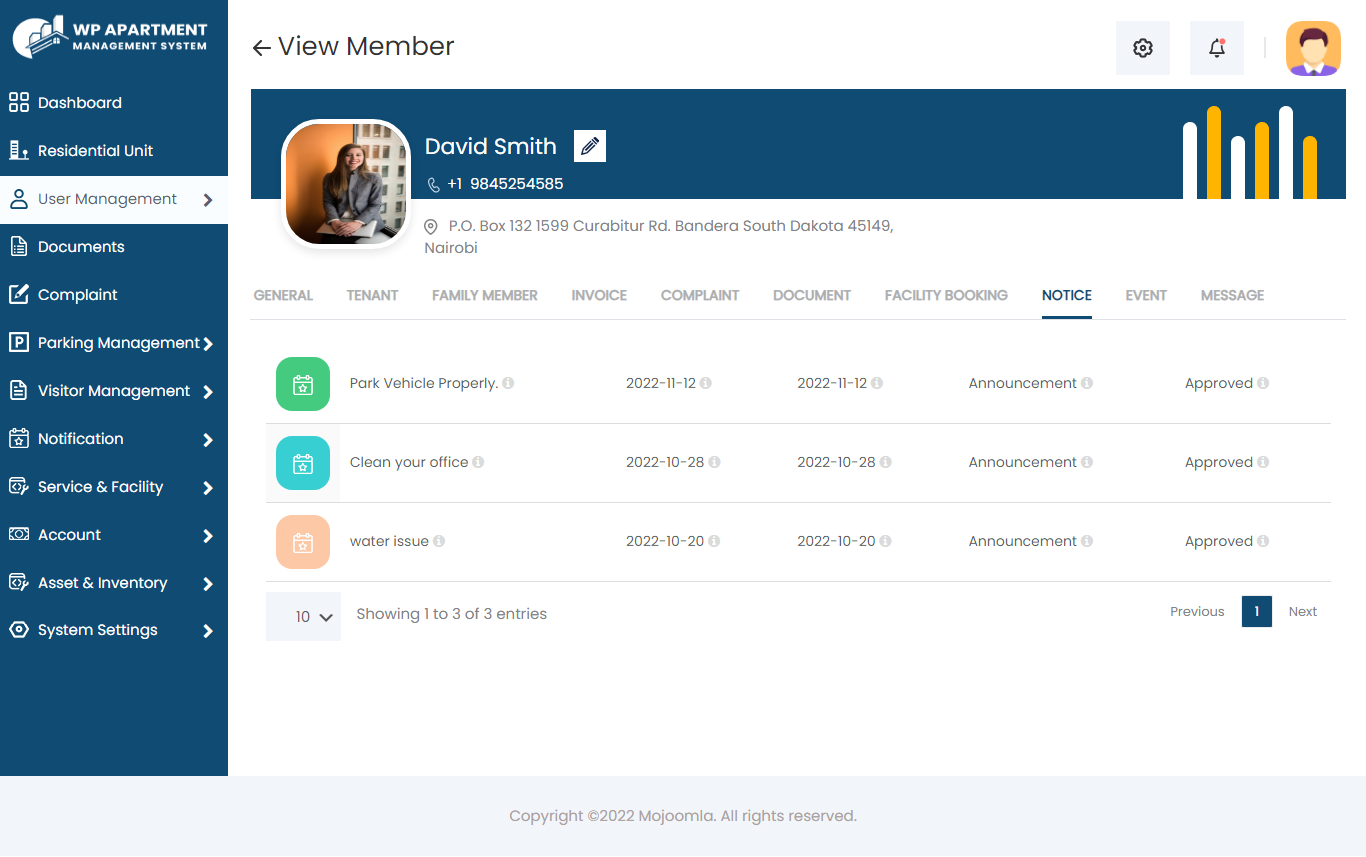 WP APARTMENT
MANAGEMENT SYSTEM
Dashboard
Residential Unit
User Management
Documents
Complaint
Parking Management
Visitor Management
Notification
Service & Facility
Account
Asset & Inventory
System Settings
View Member
David Smith
+1 9845254585
P.O. Box 132 1599 Curabitur Rd. Bandera South Dakota 45149,
Nairobi
GENERAL TENANT FAMILY MEMBER INVOICE COMPLAINT DOCUMENT FACILITY BOOKING NOTICE EVENT MESSAGE
Park Vehicle Properly. 2022-11-12 2022-11-12 Announcement Approved
Clean your office 2022-10-28 2022-10-28 Announcement Approved
water issue 2022-10-20 2022-10-20 Announcement Approved
10 Showing 1 to 3 of 3 entries Previous 1 Next
Copyright ©2022 Mojoomla. All rights reserved.